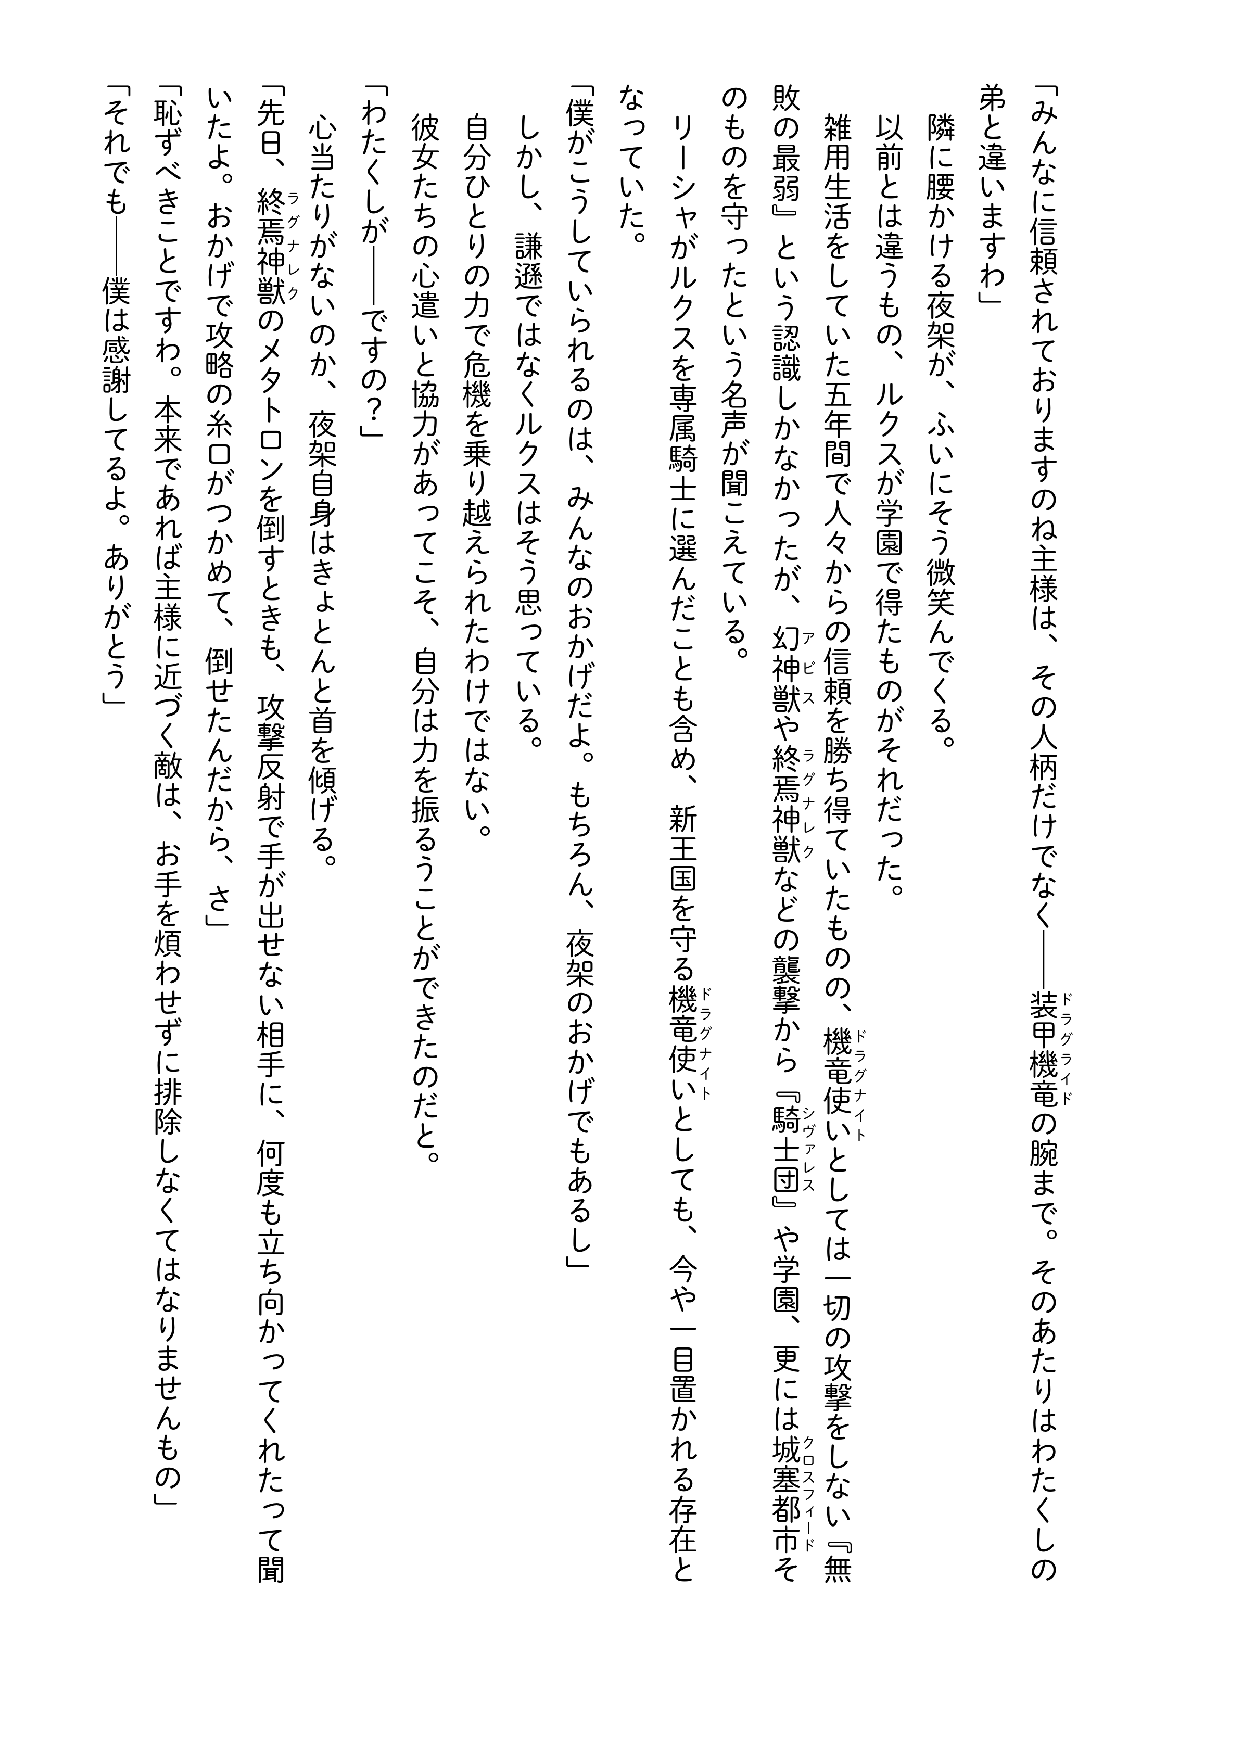 「みんなに信頼されておりますのね主様は、その人柄だけでなく――装甲機竜の腕まで。そのあたりはわたくしの
ドラグライド
弟と違いますわ」
隣に腰かける夜架が、ふいにそう微笑んでくる。
以前とは違うもの、ルクスが学園で得たものがそれだった。
雑用生活をしていた五年間で人々からの信頼を勝ち得ていたものの、機竜使いとしては一切の攻撃をしない『無
ドラグナイト
敗の最弱』という認識しかなかったが、幻神獣や終焉神獣などの襲撃から『騎士団』や学園、更には城塞都市そ
アビス ラグナレク シヴァレス クロスフィード
のものを守ったという名声が聞こえている。
リーシャがルクスを専属騎士に選んだことも含め、新王国を守る機竜使いとしても、今や一目置かれる存在と
ドラグナイト
なっていた。
「僕がこうしていられるのは、みんなのおかげだよ。もちろん、夜架のおかげでもあるし」
しかし、謙遜ではなくルクスはそう思っている。
自分ひとりの力で危機を乗り越えられたわけではない。
彼女たちの心遣いと協力があってこそ、自分は力を振るうことができたのだと。
「わたくしが――ですの？」
心当たりがないのか、夜架自身はきょとんと首を傾げる。
「先日、終焉神獣のメタトロンを倒すときも、攻撃反射で手が出せない相手に、何度も立ち向かってくれたって聞
ラグナレク
いたよ。おかげで攻略の糸口がつかめて、倒せたんだから、さ」
「恥ずべきことですわ。本来であれば主様に近づく敵は、お手を煩わせずに排除しなくてはなりませんもの」
「それでも――僕は感謝してるよ。ありがとう」